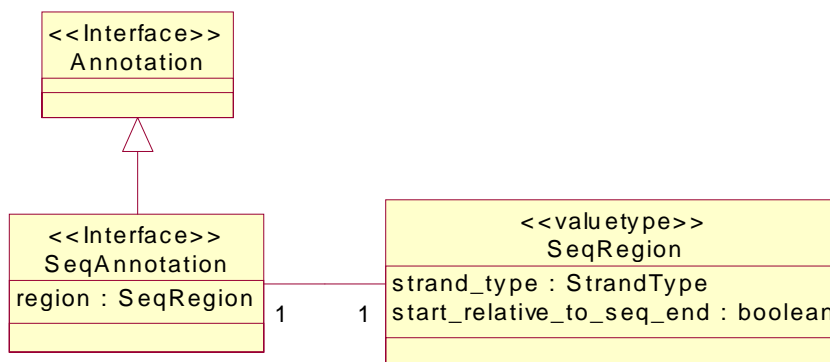 <<Interface>>
Annotation
<<Interface>>
SeqAnnotation
region : SeqRegion
1
1
<<valuetype>>
SeqRegion
strand_type : StrandType
start_relative_to_seq_end : boolean